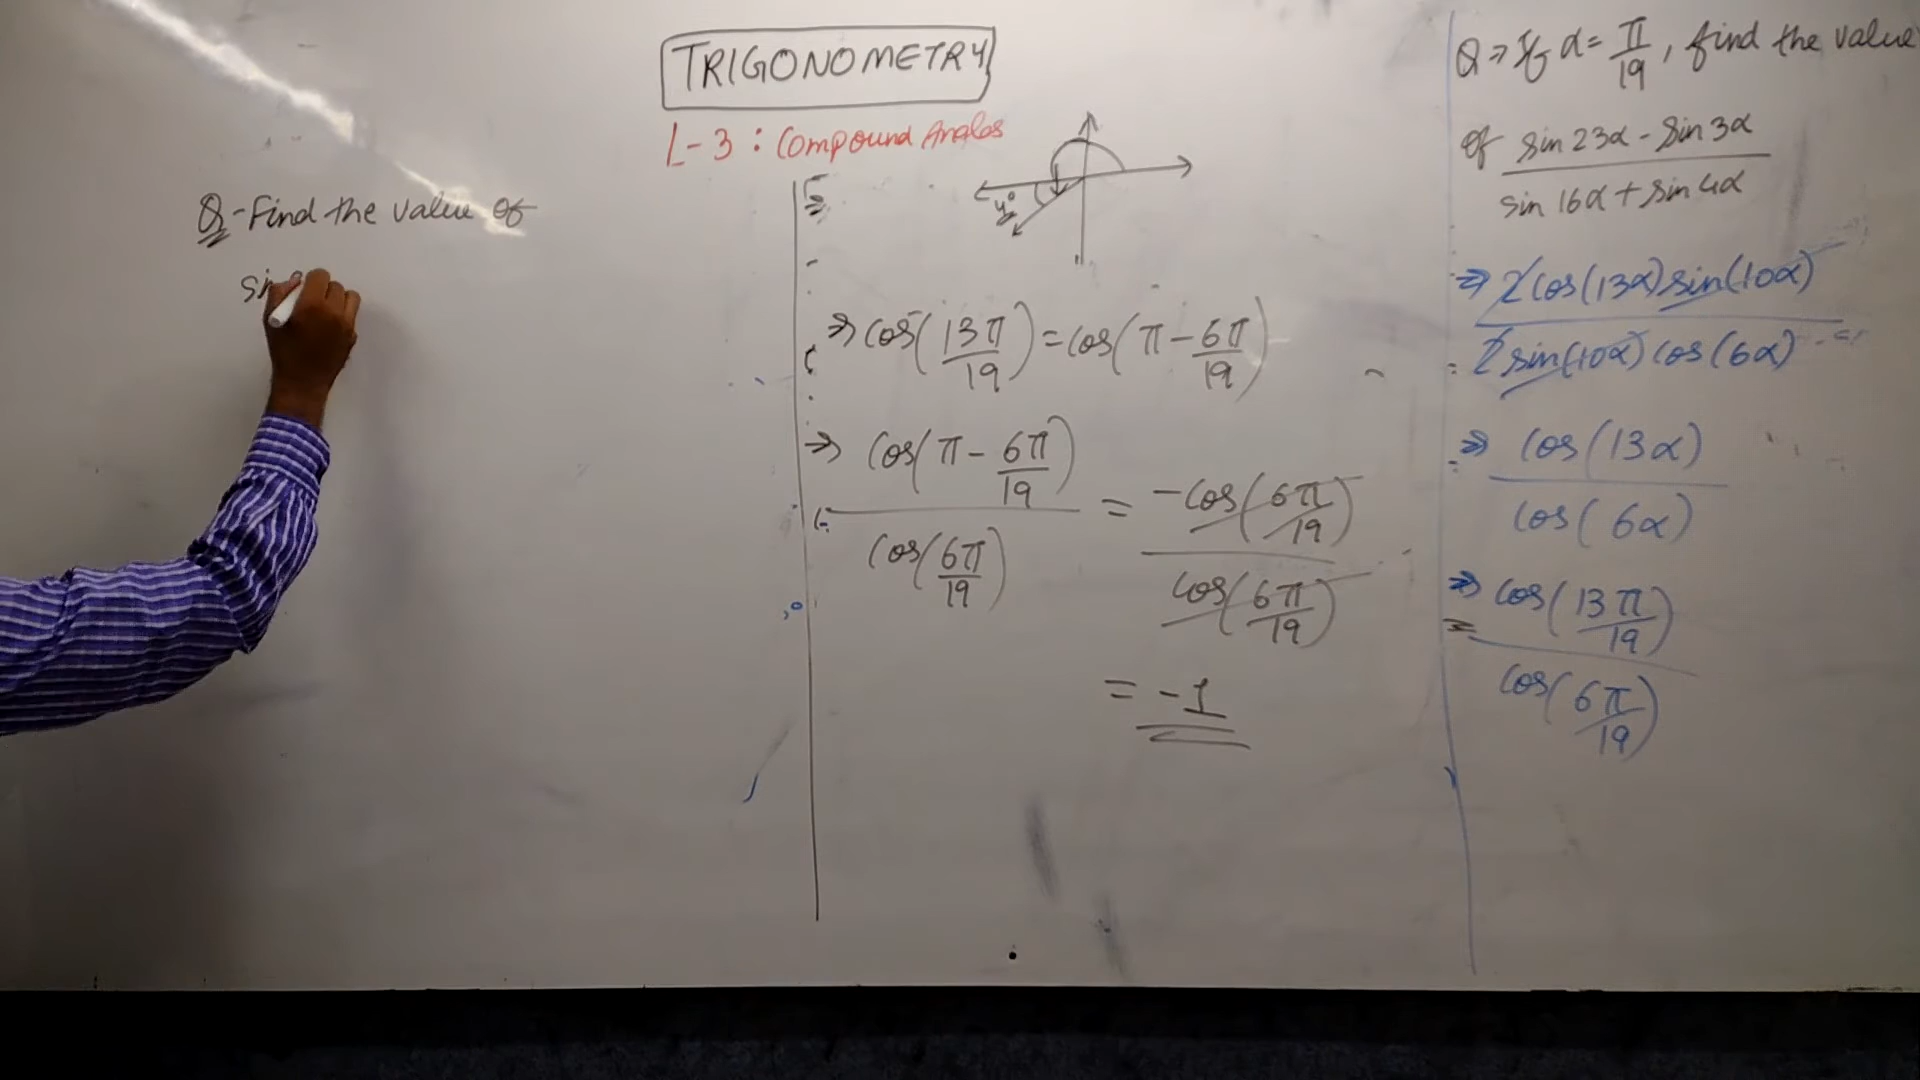 TRIGONOMETRY
L-3 : Compound Angles
Q - Find the value of
4°
⇒ cos(13π/19) = cos(π - 6π/19)
⇒ cos(π - 6π/19) / cos(6π/19) = -cos(6π/19) / cos(6π/19)
= -1
Q → If α = π/19, find the value
of sin 23α - sin 3α / sin 16α + sin 4α
⇒ 2 cos(13α) sin(10α) / 2 sin(10α) cos(6α)
⇒ cos(13α) / cos(6α)
⇒ cos(13π/19) / cos(6π/19)